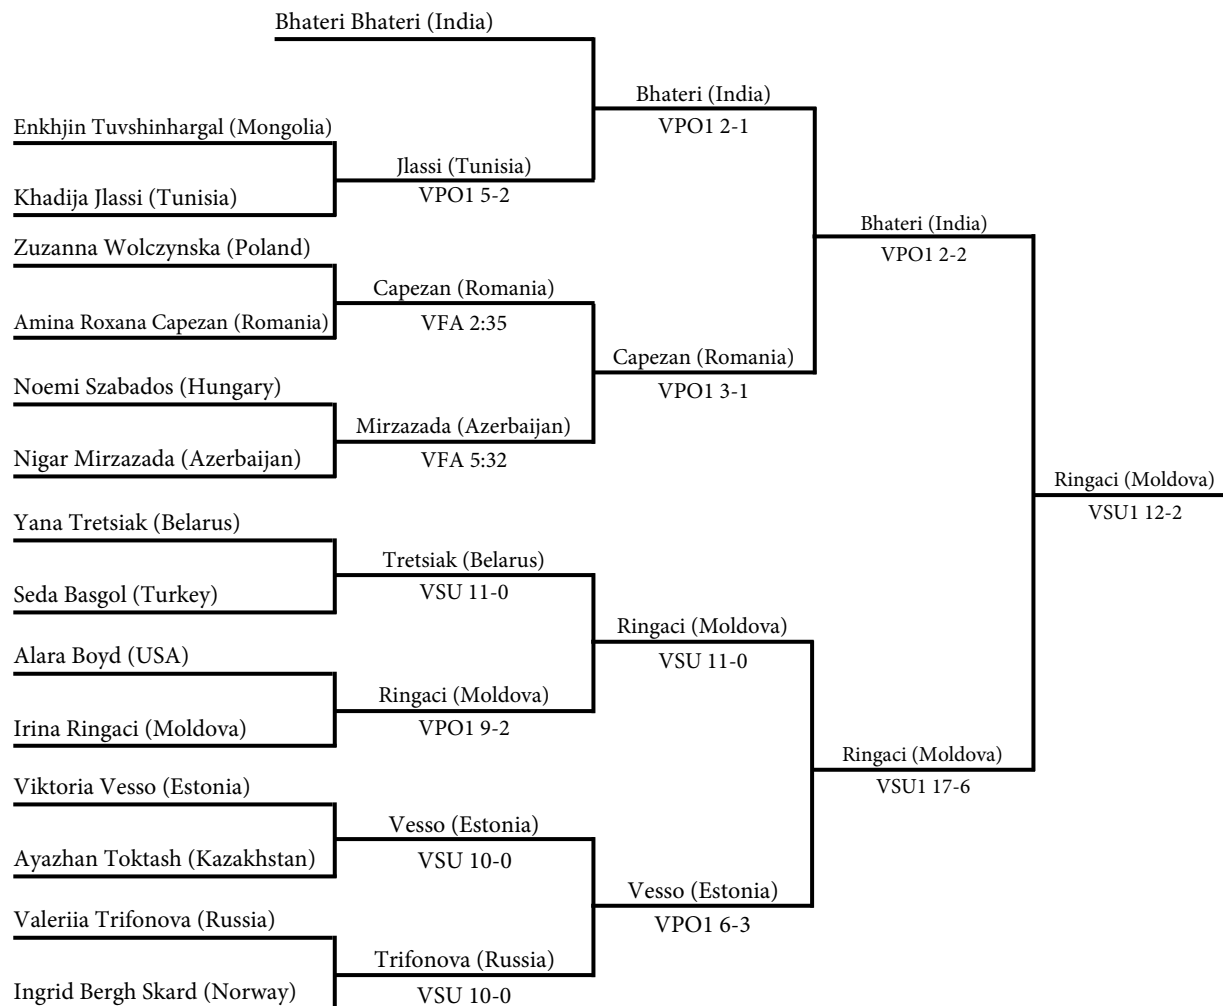 Bhateri Bhateri (India)
Bhateri (India)
VPO1 2-1
Enkhjin Tuvshinhargal (Mongolia)
Jlassi (Tunisia)
VPO1 5-2
Khadija Jlassi (Tunisia)
Bhateri (India)
VPO1 2-2
Zuzanna Wolczynska (Poland)
Capezan (Romania)
VFA 2:35
Amina Roxana Capezan (Romania)
Capezan (Romania)
VPO1 3-1
Noemi Szabados (Hungary)
Mirzazada (Azerbaijan)
VFA 5:32
Nigar Mirzazada (Azerbaijan)
Ringaci (Moldova)
VSU1 12-2
Yana Tretsiak (Belarus)
Tretsiak (Belarus)
VSU 11-0
Seda Basgol (Turkey)
Ringaci (Moldova)
VSU 11-0
Alara Boyd (USA)
Ringaci (Moldova)
VPO1 9-2
Irina Ringaci (Moldova)
Ringaci (Moldova)
VSU1 17-6
Viktoria Vesso (Estonia)
Vesso (Estonia)
VSU 10-0
Ayazhan Toktash (Kazakhstan)
Vesso (Estonia)
VPO1 6-3
Valeriia Trifonova (Russia)
Trifonova (Russia)
VSU 10-0
Ingrid Bergh Skard (Norway)